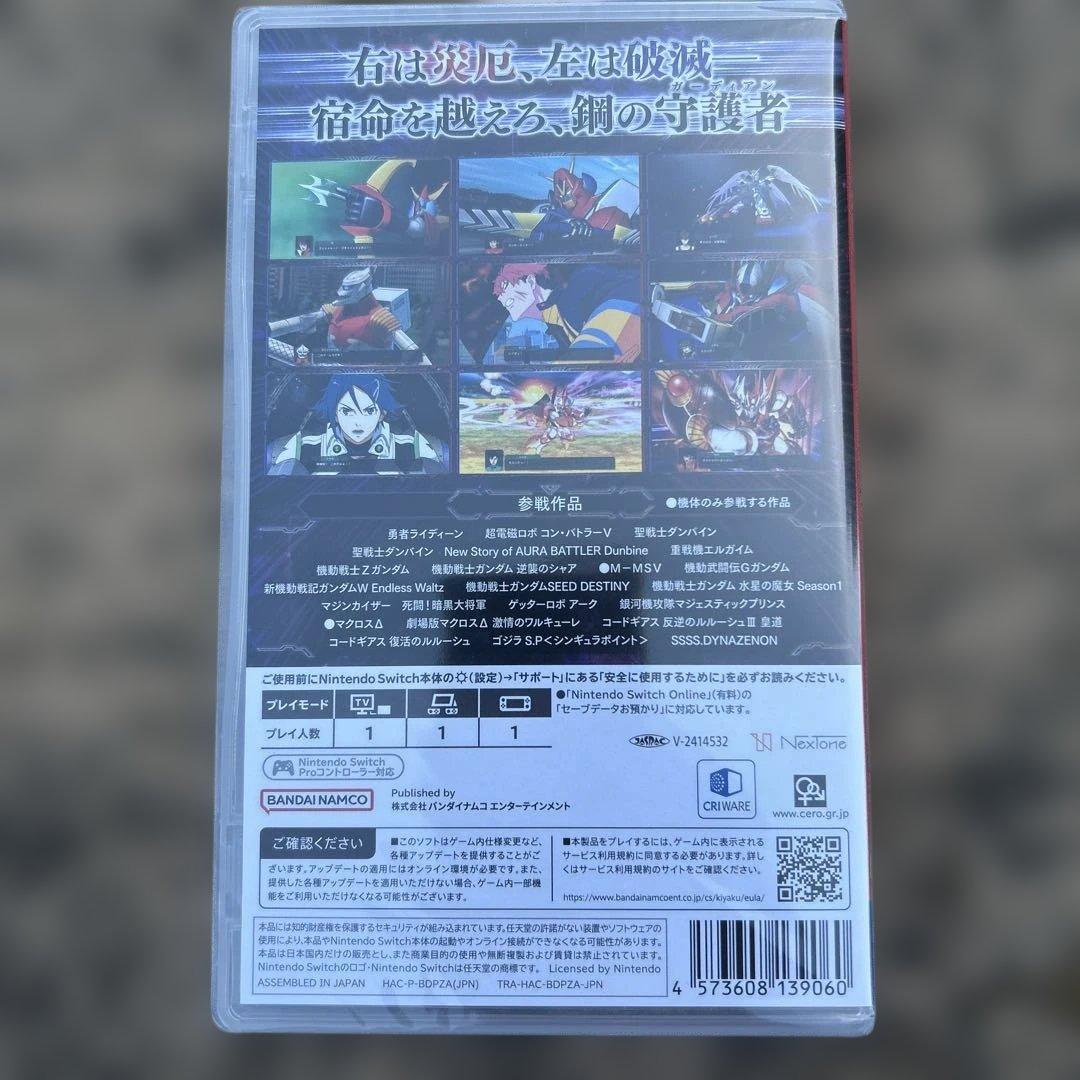 右は災厄、左は破滅―
ガーディアン
宿命を越えろ、鋼の守護者
参戦作品
●機体のみ参戦する作品
勇者ライディーン 超電磁ロボ コン・バトラーV 聖戦士ダンバイン
聖戦士ダンバイン New Story of AURA BATTLER Dunbine 重戦機エルガイム
機動戦士Ζガンダム 機動戦士ガンダム 逆襲のシャア ●M-MSV 機動武闘伝Gガンダム
新機動戦記ガンダムW Endless Waltz 機動戦士ガンダムSEED DESTINY 機動戦士ガンダム 水星の魔女 Season1
マジンカイザー 死闘!暗黒大将軍 ゲッターロボ アーク 銀河機攻隊マジェスティックプリンス
●マクロスΔ 劇場版マクロスΔ 激情のワルキューレ コードギアス 反逆のルルーシュⅢ 皇道
コードギアス 復活のルルーシュ ゴジラ S.P<シンギュラポイント> SSSS.DYNAZENON
ご使用前にNintendo Switch本体の(設定)→「サポート」にある「安全に使用するために」を必ずお読みください。
プレイモード TV
プレイ人数 1 1 1
●「Nintendo Switch Online」(有料)の
「セーブデータお預かり」に対応しています。
JASRAC V-2414532 NexTone
Nintendo Switch
Proコントローラー対応
BANDAI NAMCO
Published by
株式会社 バンダイナムコ エンターテインメント
CRIWARE
www.cero.gr.jp
ご確認ください
■このソフトはゲーム内仕様変更など、
各種アップデートを提供することがご
ざいます。アップデートの適用にはオンライン環境が必要です。また、
提供した各種アップデートを適用いただけない場合、ゲーム内一部機
能をご利用いただけなくなる可能性がございます。
■本製品をプレイするには、ゲーム内に表示される
サービス利用規約に同意する必要があります。詳し
くはサービス利用規約のサイトをご確認ください。
https://www.bandainamcoent.co.jp/cs/kiyaku/eula/
本品には知的財産権を保護するセキュリティが組み込まれています。任天堂の許諾がない装置やソフトウェアの
使用により、本品やNintendo Switch本体の起動やオンライン接続ができなくなる可能性があります。
本品は日本国内だけの販売とし、また商業目的の使用や無断複製および賃貸は禁止されています。
Nintendo Switchのロゴ・Nintendo Switchは任天堂の商標です。 Licensed by Nintendo
ASSEMBLED IN JAPAN HAC-P-BDPZA(JPN) TRA-HAC-BDPZA-JPN
4 573608 139060